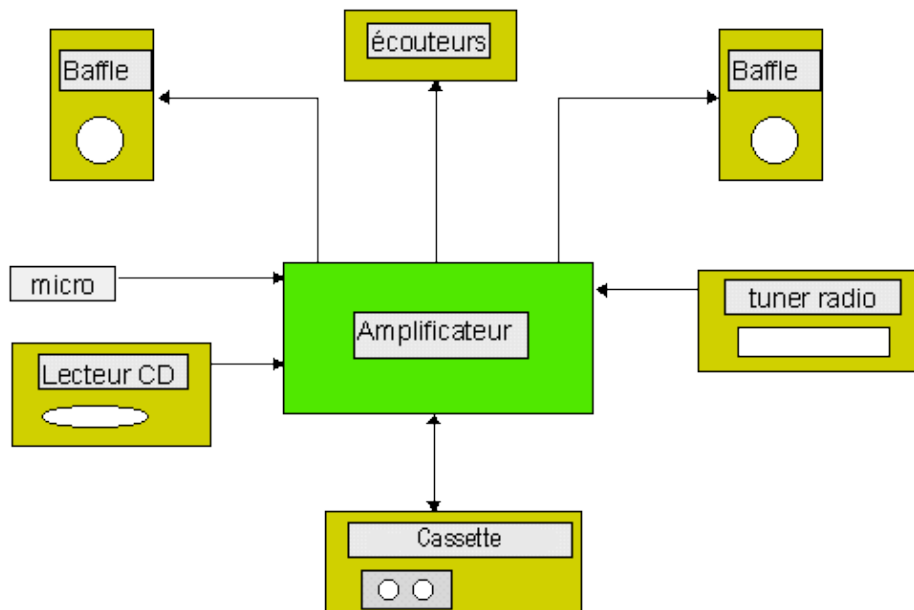 écouteurs
Baffle
Baffle
micro
tuner radio
Amplificateur
Lecteur CD
Cassette